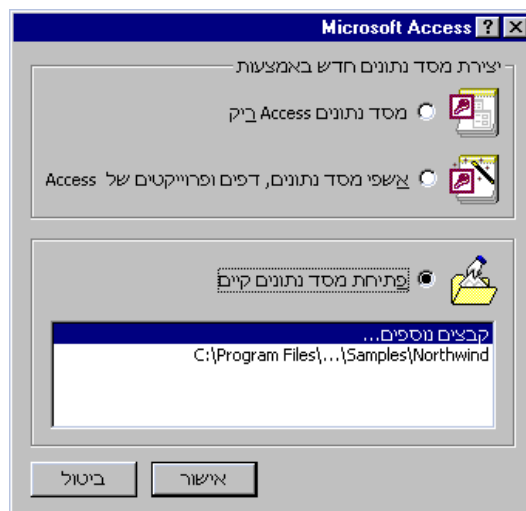 Microsoft Access
יצירת מסד נתונים חדש באמצעות
מסד נתונים Access ריק
אשפי מסד נתונים, דפים ופרוייקטים של Access
פתיחת מסד נתונים קיים
קבצים נוספים...
C:\Program Files\...\Samples\Northwind
אישור
ביטול